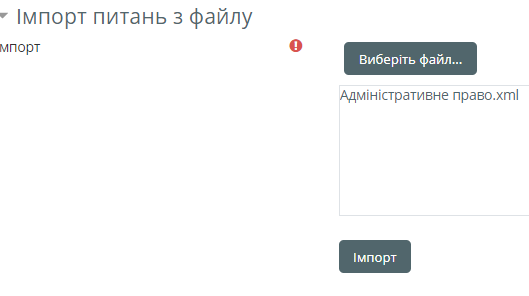 Імпорт питань з файлу
мпорт
Виберіть файл...
Адміністративне право.xml
Імпорт